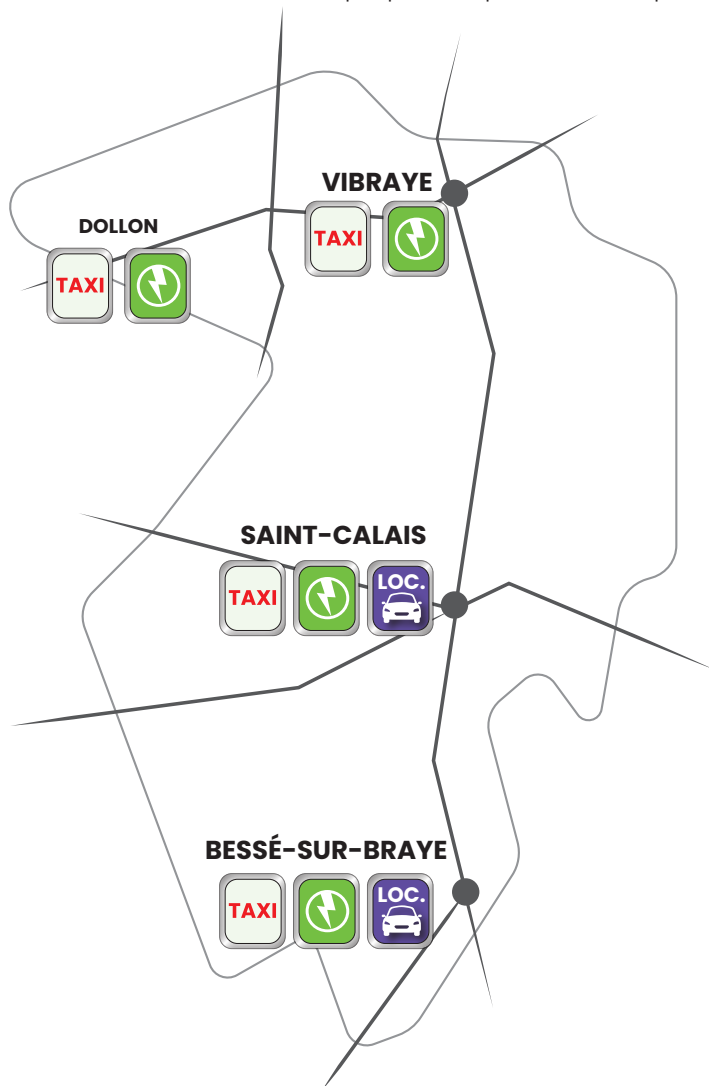 VIBRAYE
TAXI
DOLLON
TAXI
SAINT-CALAIS
TAXI
LOC.
BESSÉ-SUR-BRAYE
TAXI
LOC.